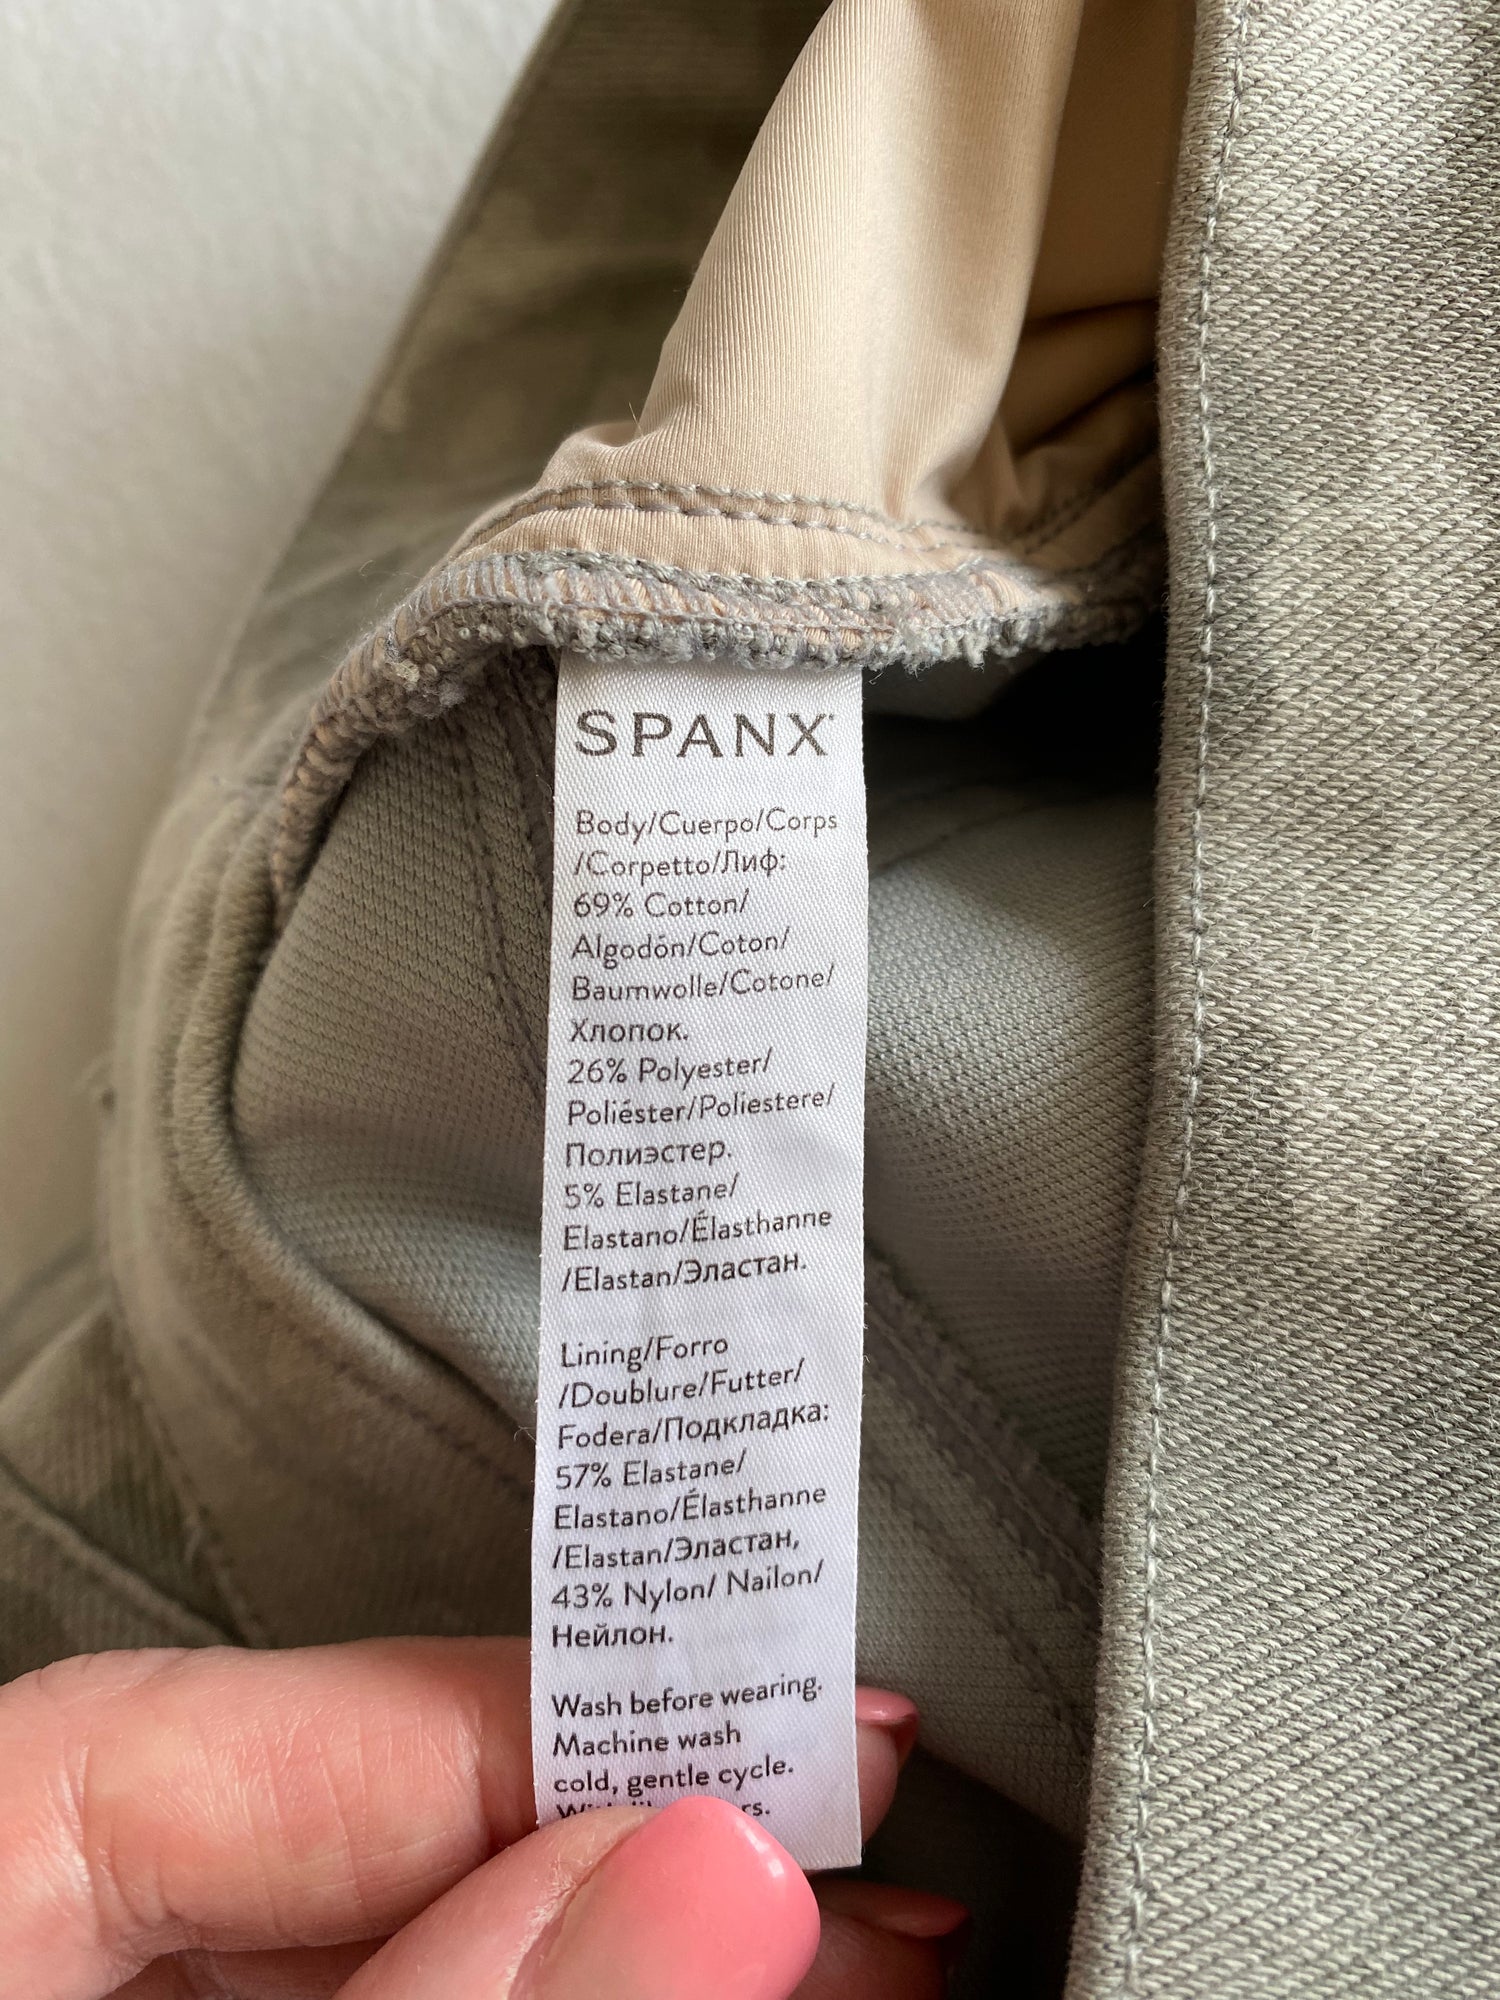 SPANX
Body/Cuerpo/Corps
/Corpetto/Лиф:
69% Cotton/
Algodón/Coton/
Baumwolle/Cotone/
Хлопок.
26% Polyester/
Poliéster/Poliestere/
Полиэстер.
5% Elastane/
Elastano/Élasthanne
/Elastan/Эластан.
Lining/Forro
/Doublure/Futter/
Fodera/Подкладка:
57% Elastane/
Elastano/Élasthanne
/Elastan/Эластан,
43% Nylon/ Nailon/
Нейлон.
Wash before wearing.
Machine wash
cold, gentle cycle.